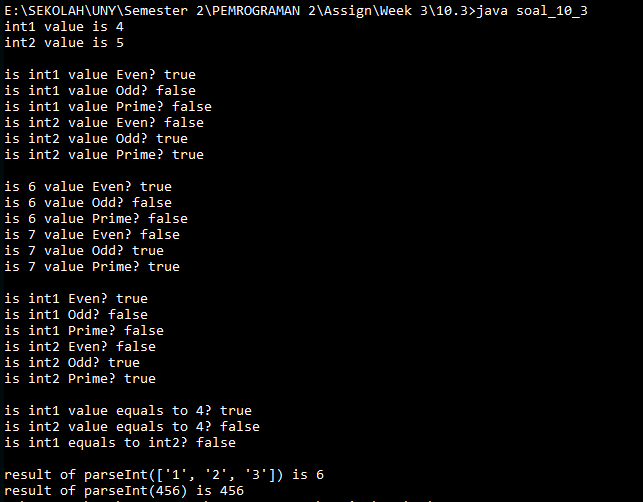 E:\SEKOLAH\UNY\Semester 2\PEMROGRAMAN 2\Assign\Week 3\10.3>java soal_10_3
int1 value is 4
int2 value is 5
is int1 value Even? true
is int1 value Odd? false
is int1 value Prime? false
is int2 value Even? false
is int2 value Odd? true
is int2 value Prime? true
is 6 value Even? true
is 6 value Odd? false
is 6 value Prime? false
is 7 value Even? false
is 7 value Odd? true
is 7 value Prime? true
is int1 Even? true
is int1 Odd? false
is int1 Prime? false
is int2 Even? false
is int2 Odd? true
is int2 Prime? true
is int1 value equals to 4? true
is int2 value equals to 4? false
is int1 equals to int2? false
result of parseInt(['1', '2', '3']) is 6
result of parseInt(456) is 456